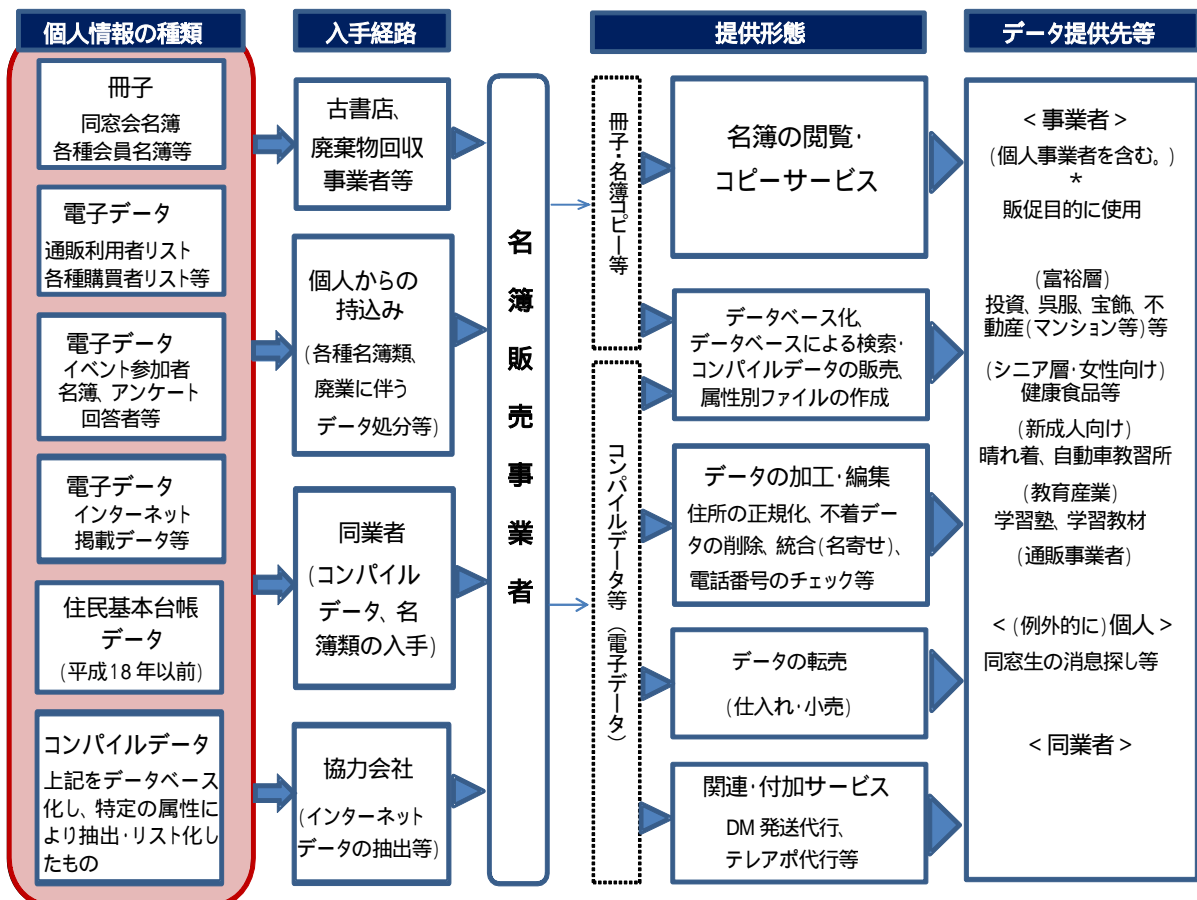 個人情報の種類
冊子
同窓会名簿
各種会員名簿等
電子データ
通販利用者リスト
各種購買者リスト等
電子データ
イベント参加者
名簿、アンケート
回答者等
電子データ
インターネット
掲載データ等
住民基本台帳
データ
(平成18年以前)
コンパイルデータ
上記をデータベース
化し、特定の属性によ
り抽出・リスト化し
たもの
入手経路
古書店、
廃棄物回収
事業者等
個人からの
持込み
(各種名簿類、
廃業に伴う
データ処分等)
同業者
(コンパイル
データ、名
簿類の入手)
協力会社
(インターネット
データの抽出等)
名簿販売事業者
提供形態
冊子・名簿コピー等
コンパイルデータ等(電子データ)
名簿の閲覧・
コピーサービス
データベース化、
データベースによる検索・
コンパイルデータの販売、
属性別ファイルの作成
データの加工・編集
住所の正規化、不着デー
タの削除、統合(名寄せ)、
電話番号のチェック等
データの転売
(仕入れ・小売)
関連・付加サービス
DM発送代行、
テレアポ代行等
データ提供先等
<事業者>
(個人事業者を含む。)
*
販促目的に使用
(富裕層)
投資、呉服、宝飾、不
動産(マンション等)等
(シニア層・女性向け)
健康食品等
(新成人向け)
晴れ着、自動車教習所
(教育産業)
学習塾、学習教材
(通販事業者)
<(例外的に)個人>
同窓生の消息探し等
<同業者>